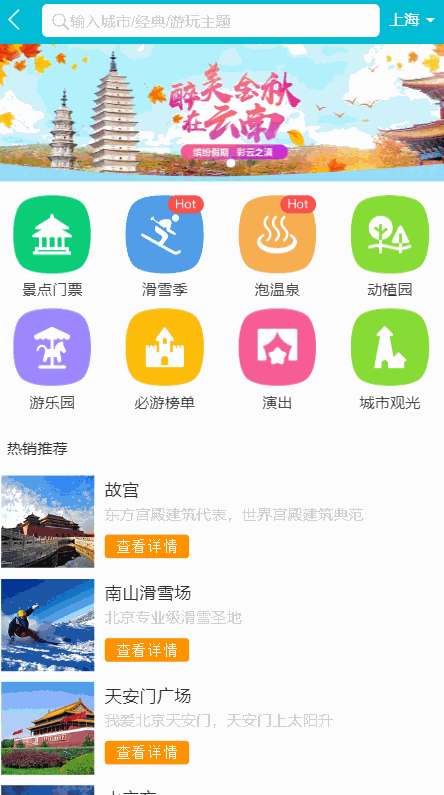 输入城市/经典/游玩主题
上海
醉美金秋
在云南
缤纷假期 彩云之滇
Hot
Hot
景点门票
滑雪季
泡温泉
动植园
游乐园
必游榜单
演出
城市观光
热销推荐
故宫
东方宫殿建筑代表，世界宫殿建筑典范
查看详情
南山滑雪场
北京专业级滑雪圣地
查看详情
天安门广场
我爱北京天安门，天安门上太阳升
查看详情